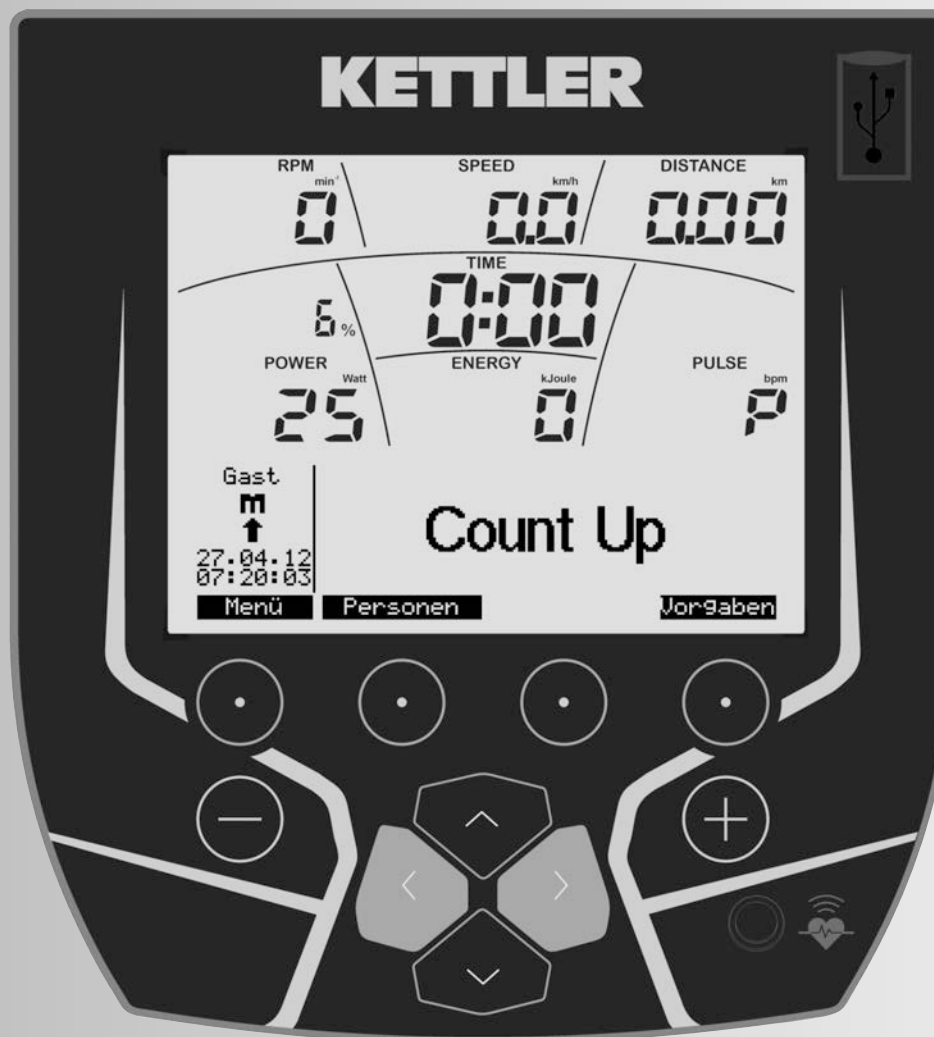 KETTLER
RPM SPEED DISTANCE
min⁻¹ km/h km
0 0.0 0.00
TIME
6 % 0:00
POWER ENERGY PULSE
Watt kJoule bpm
25 0 P
Gast
m
27.04.12
07:20:03
Count Up
Menü Personen Vorgaben